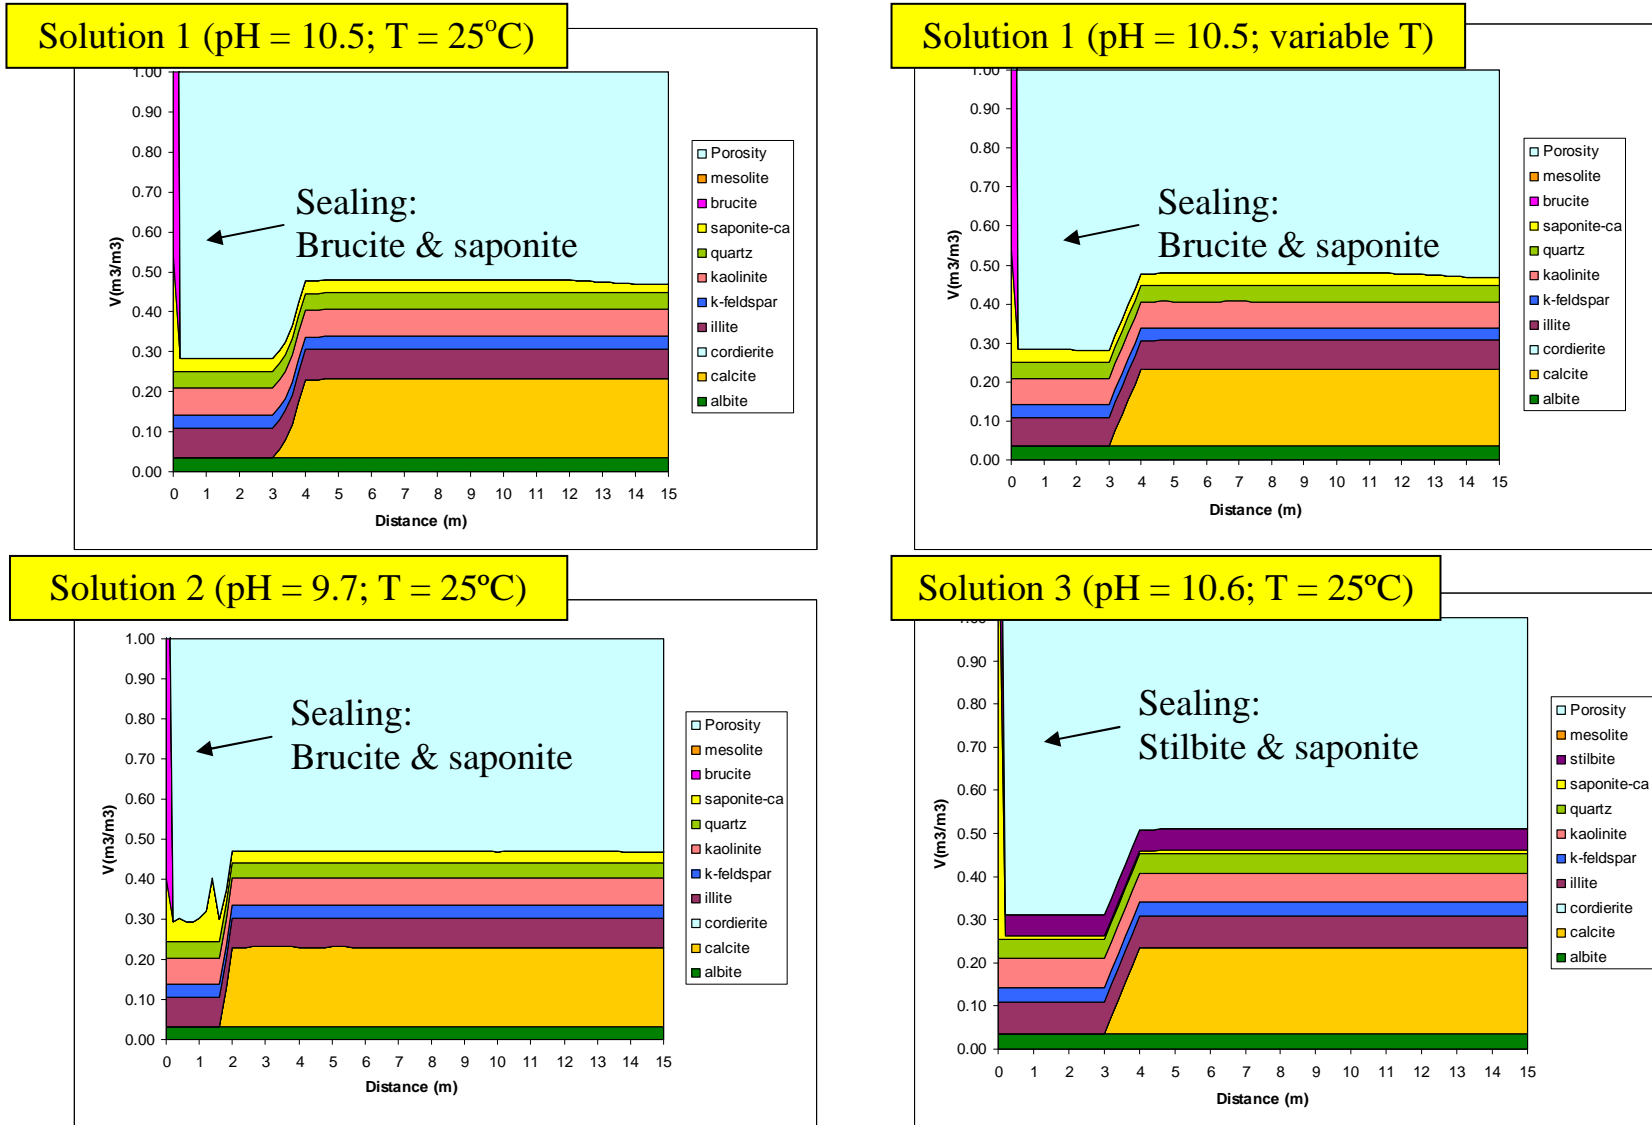 Solution 1 (pH = 10.5; T = 25°C)
1.00
0.90
0.80
0.70
0.60
0.50
0.40
0.30
0.20
0.10
0.00
V(m3/m3)
Sealing:
Brucite & saponite
0 1 2 3 4 5 6 7 8 9 10 11 12 13 14 15
Distance (m)
Porosity
mesolite
brucite
saponite-ca
quartz
kaolinite
k-feldspar
illite
cordierite
calcite
albite
Solution 1 (pH = 10.5; variable T)
1.00
0.90
0.80
0.70
0.60
0.50
0.40
0.30
0.20
0.10
0.00
V(m3/m3)
Sealing:
Brucite & saponite
0 1 2 3 4 5 6 7 8 9 10 11 12 13 14 15
Distance (m)
Porosity
mesolite
brucite
saponite-ca
quartz
kaolinite
k-feldspar
illite
cordierite
calcite
albite
Solution 2 (pH = 9.7; T = 25ºC)
1.00
0.90
0.80
0.70
0.60
0.50
0.40
0.30
0.20
0.10
0.00
V(m3/m3)
Sealing:
Brucite & saponite
0 1 2 3 4 5 6 7 8 9 10 11 12 13 14 15
Distance (m)
Porosity
mesolite
brucite
saponite-ca
quartz
kaolinite
k-feldspar
illite
cordierite
calcite
albite
Solution 3 (pH = 10.6; T = 25ºC)
0.90
0.80
0.70
0.60
0.50
0.40
0.30
0.20
0.10
0.00
V(m3/m3)
Sealing:
Stilbite & saponite
0 1 2 3 4 5 6 7 8 9 10 11 12 13 14 15
Distance (m)
Porosity
mesolite
stilbite
saponite-ca
quartz
kaolinite
k-feldspar
illite
cordierite
calcite
albite